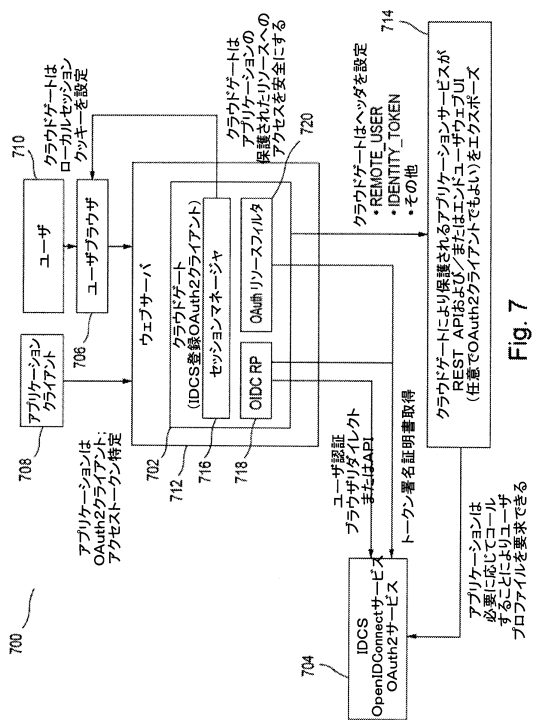 710
ユーザ
クラウドゲートは
ローカルセッション
クッキーを設定
アプリケーション
クライアント
708
ユーザブラウザ
706
アプリケーションは
OAuth2クライアント;
アクセストークン特定
ウェブサーバ
クラウドゲート
(IDCS登録OAuth2クライアント)
セッションマネージャ
OIDC RP
OAuth リソースフィルタ
702
712
716
718
720
クラウドゲートは
アプリケーションの
保護されたリソースへの
アクセスを安全にする
ユーザ認証
ブラウザリダイレクト
またはAPI
トークン署名証明書取得
クラウドゲートはヘッダを設定
・REMOTE_USER
・IDENTITY_TOKEN
・その他
700
704
IDCS
OpenIDConnectサービス
OAuth2サービス
714
クラウドゲートにより保護されるアプリケーションサービスが
REST APIおよび/またはエンドユーザウェブUI
(任意でOAuth2クライアントでもよい)をエクスポーズ
アプリケーションは
必要に応じてコール
することによりユーザ
プロファイルを要求できる
Fig. 7